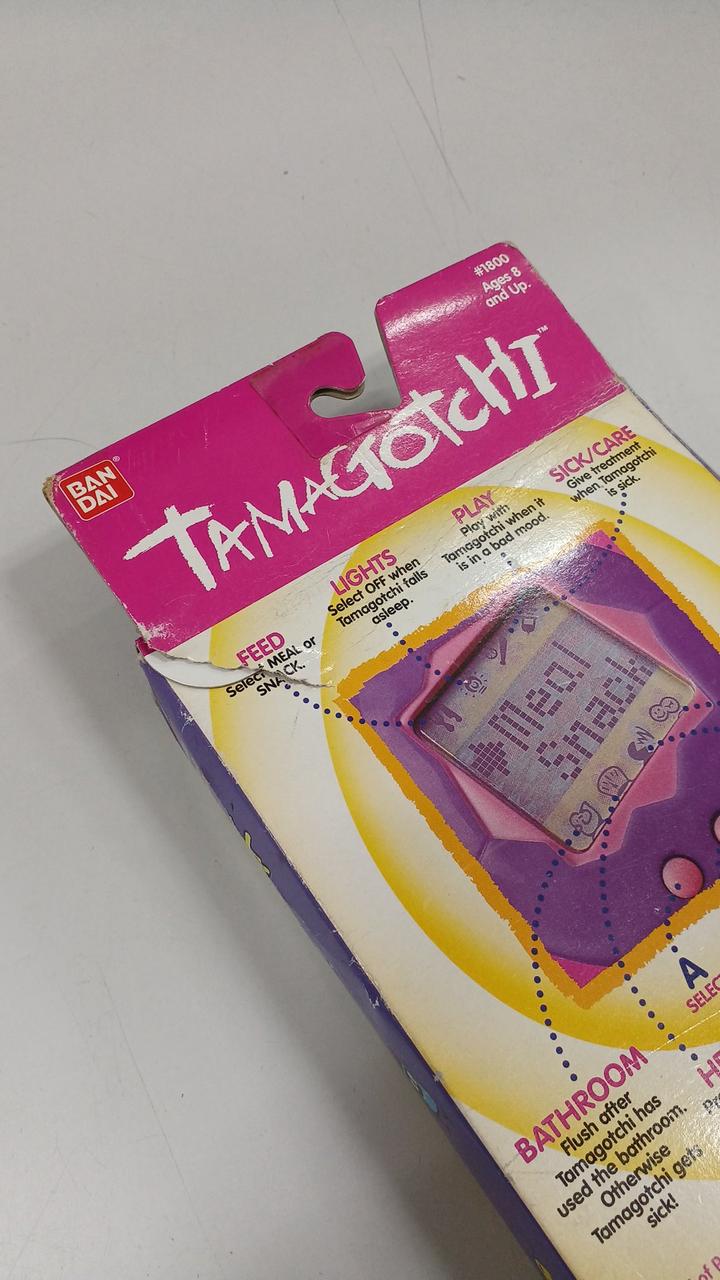 #1800
Ages 8
and Up.
BAN
DAI
®
TAMAGOTCHI™
FEED
Select MEAL or
SNACK.
LIGHTS
Select OFF when
Tamagotchi falls
asleep.
PLAY
Play with
Tamagotchi when it
is in a bad mood.
SICK/CARE
Give treatment
when Tamagotchi
is sick.
Meal
Snack
A
BATHROOM
Flush after
Tamagotchi has
used the bathroom.
Otherwise
Tamagotchi gets
sick!